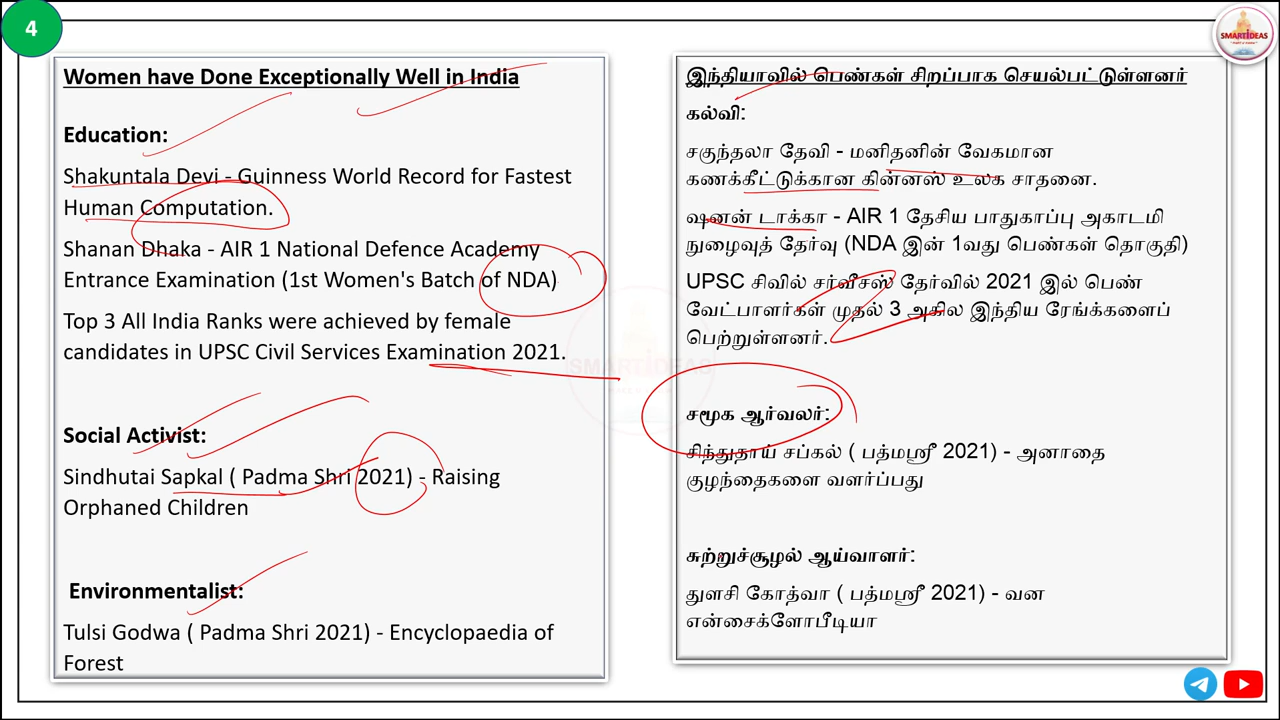 4
SMARTIDEAS
Women have Done Exceptionally Well in India
Education:
Shakuntala Devi - Guinness World Record for Fastest
Human Computation.
Shanan Dhaka - AIR 1 National Defence Academy
Entrance Examination (1st Women's Batch of NDA)
Top 3 All India Ranks were achieved by female
candidates in UPSC Civil Services Examination 2021.
Social Activist:
Sindhutai Sapkal ( Padma Shri 2021) - Raising
Orphaned Children
Environmentalist:
Tulsi Godwa ( Padma Shri 2021) - Encyclopaedia of
Forest
இந்தியாவில் பெண்கள் சிறப்பாக செயல்பட்டுள்ளனர்
கல்வி:
சகுந்தலா தேவி - மனிதனின் வேகமான
கணக்கீட்டுக்கான கின்னஸ் உலக சாதனை.
ஷனன் டாக்கா - AIR 1 தேசிய பாதுகாப்பு அகாடமி
நுழைவுத் தேர்வு (NDA இன் 1வது பெண்கள் தொகுதி)
UPSC சிவில் சர்வீசஸ் தேர்வில் 2021 இல் பெண்
வேட்பாளர்கள் முதல் 3 அகில இந்திய ரேங்க்களைப்
பெற்றுள்ளனர்.
சமூக ஆர்வலர்:
சிந்துதாய் சப்கல் ( பத்மஸ்ரீ 2021) - அனாதை
குழந்தைகளை வளர்ப்பது
சுற்றுச்சூழல் ஆய்வாளர்:
துளசி கோத்வா ( பத்மஸ்ரீ 2021) - வன
என்சைக்ளோபீடியா
SMARTIDEAS